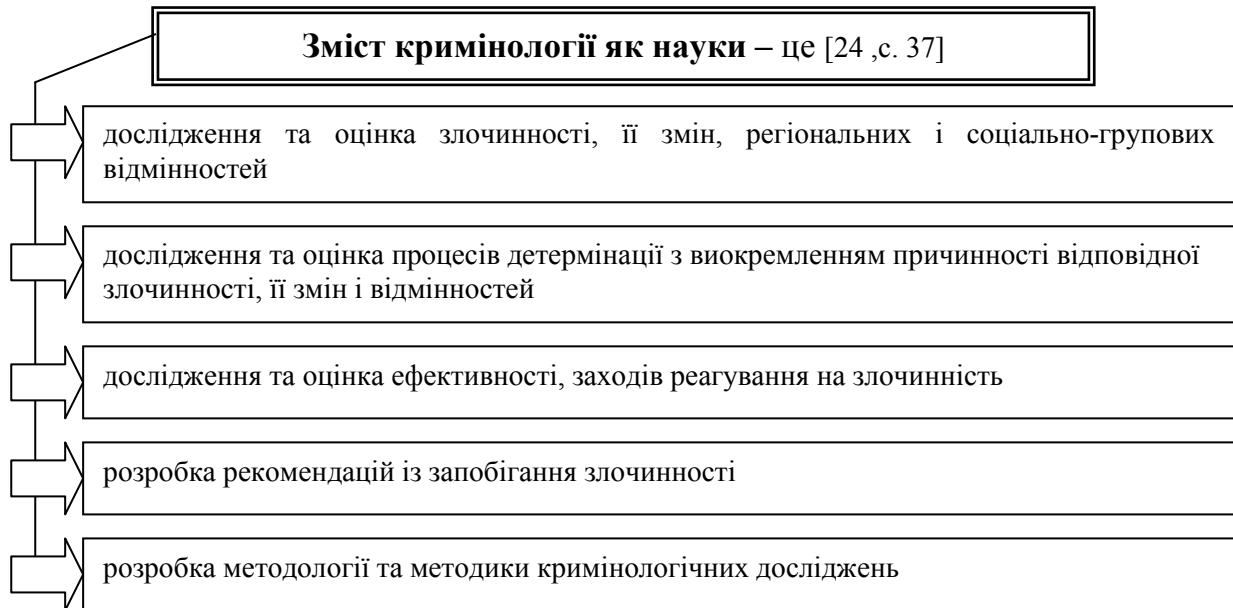 Зміст кримінології як науки – це [24 ,с. 37]
дослідження та оцінка злочинності, її змін, регіональних і соціально-групових
відмінностей
дослідження та оцінка процесів детермінації з виокремленням причинності відповідної
злочинності, її змін і відмінностей
дослідження та оцінка ефективності, заходів реагування на злочинність
розробка рекомендацій із запобігання злочинності
розробка методології та методики кримінологічних досліджень